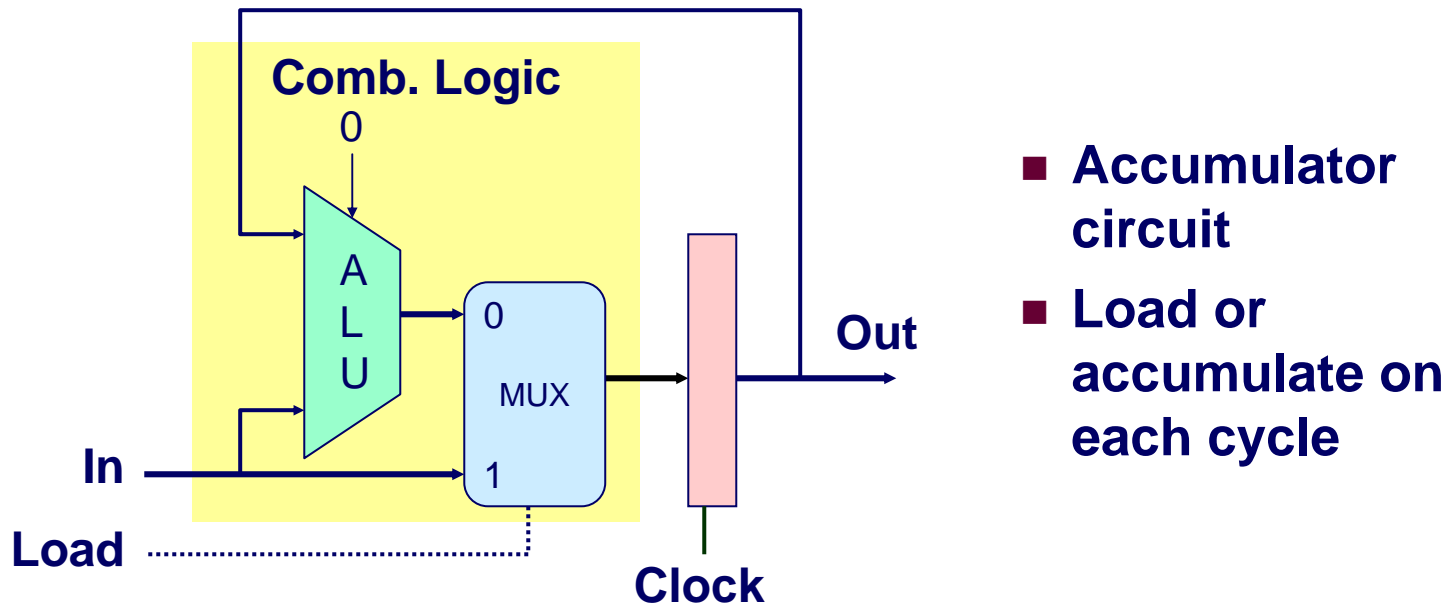 Comb. Logic
0
A
L
U
0
MUX
1
In
Load
Clock
Out
■ Accumulator
circuit
■ Load or
accumulate on
each cycle